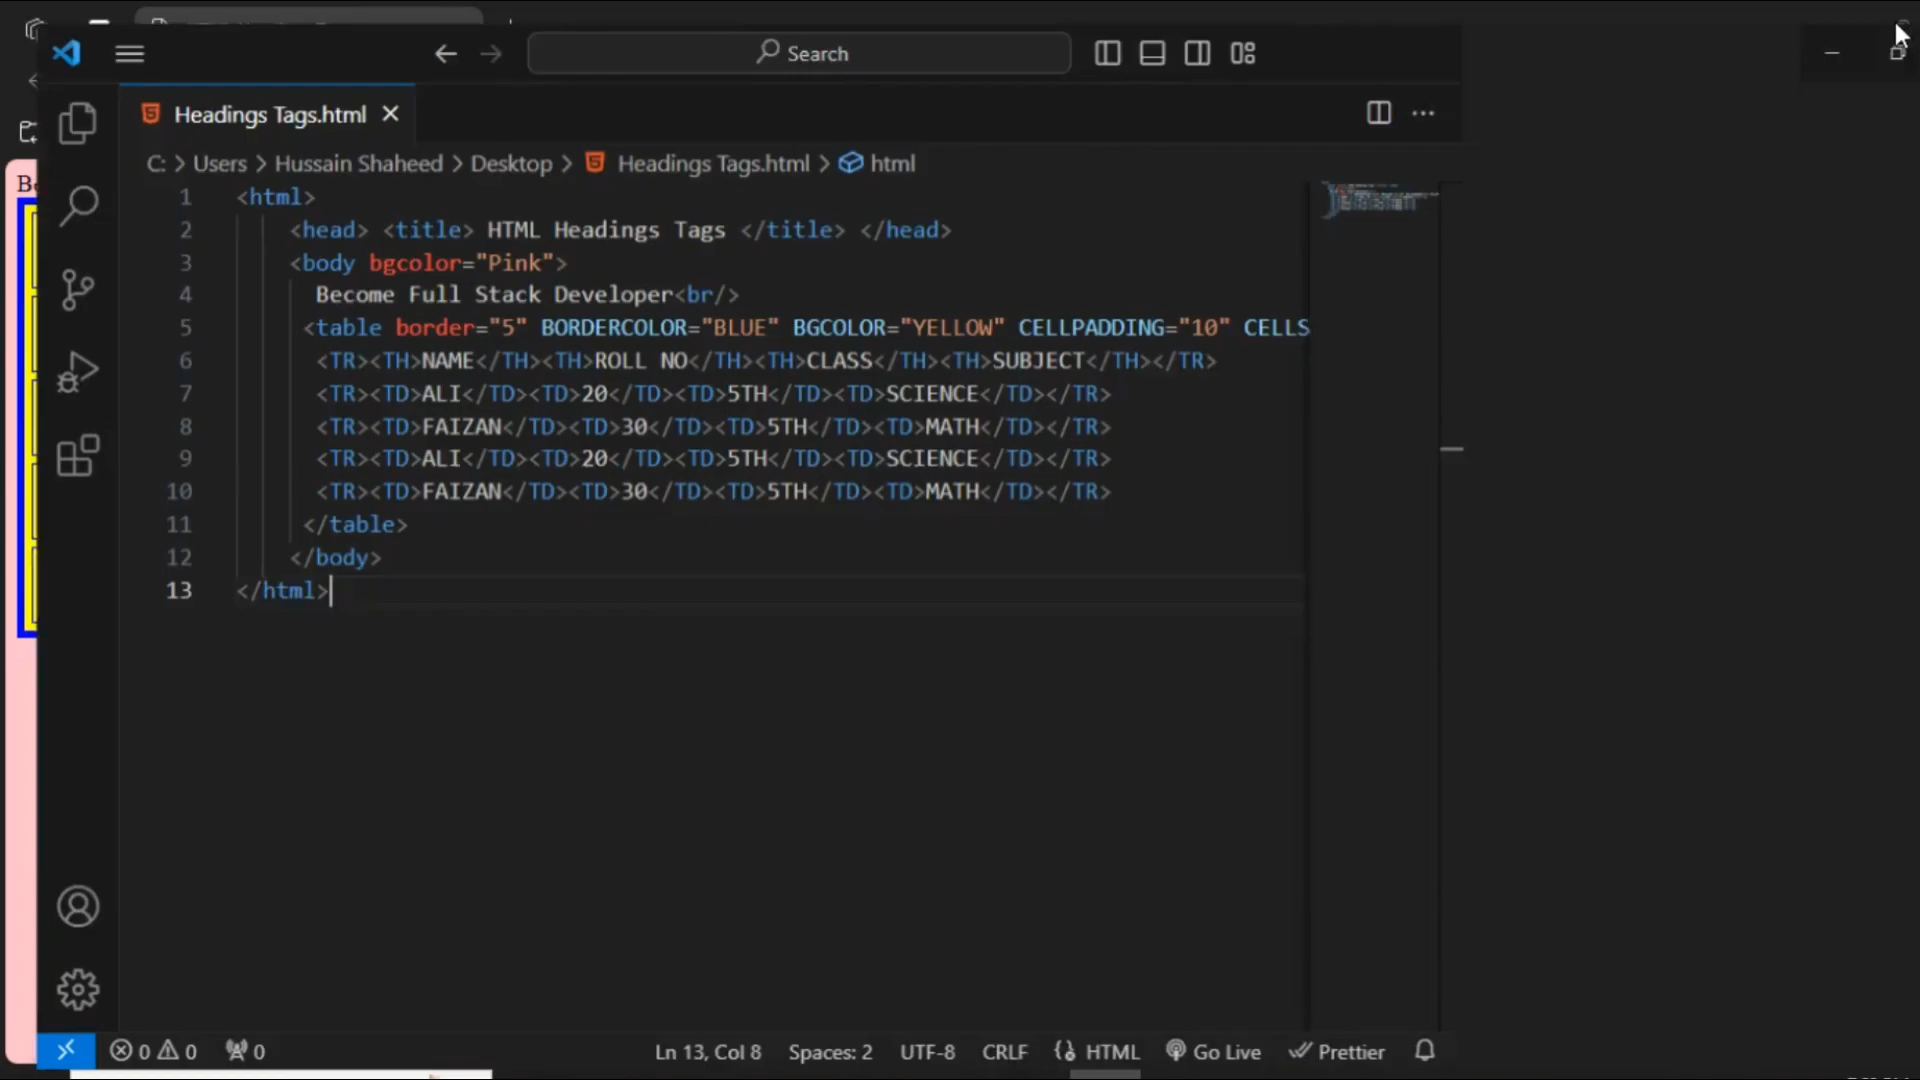 Search
Headings Tags.html
C: > Users > Hussain Shaheed > Desktop > Headings Tags.html > html
1 <html>
2 <head> <title> HTML Headings Tags </title> </head>
3 <body bgcolor="Pink">
4 Become Full Stack Developer<br/>
5 <table border="5" BORDERCOLOR="BLUE" BGCOLOR="YELLOW" CELLPADDING="10" CELLS
6 <TR><TH>NAME</TH><TH>ROLL NO</TH><TH>CLASS</TH><TH>SUBJECT</TH></TR>
7 <TR><TD>ALI</TD><TD>20</TD><TD>5TH</TD><TD>SCIENCE</TD></TR>
8 <TR><TD>FAIZAN</TD><TD>30</TD><TD>5TH</TD><TD>MATH</TD></TR>
9 <TR><TD>ALI</TD><TD>20</TD><TD>5TH</TD><TD>SCIENCE</TD></TR>
10 <TR><TD>FAIZAN</TD><TD>30</TD><TD>5TH</TD><TD>MATH</TD></TR>
11 </table>
12 </body>
13 </html>
0 0 0 Ln 13, Col 8 Spaces: 2 UTF-8 CRLF HTML Go Live Prettier